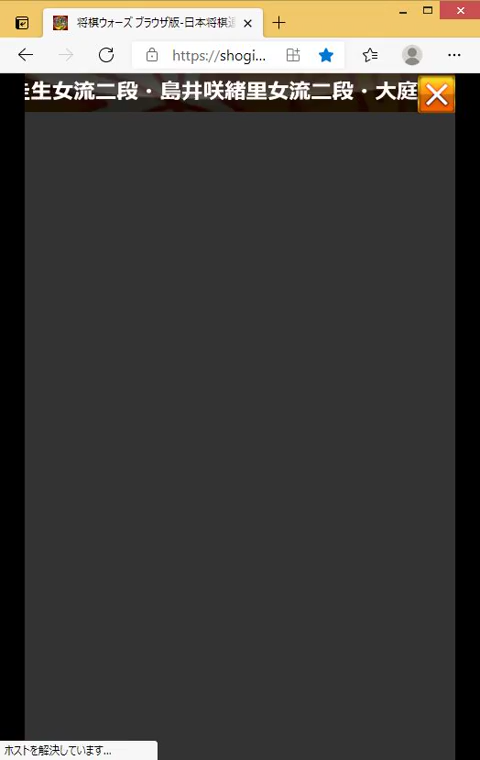 将棋ウォーズ ブラウザ版-日本将棋
https://shogi...
生女流二段・島井咲緒里女流二段・大庭
ホストを解決しています...